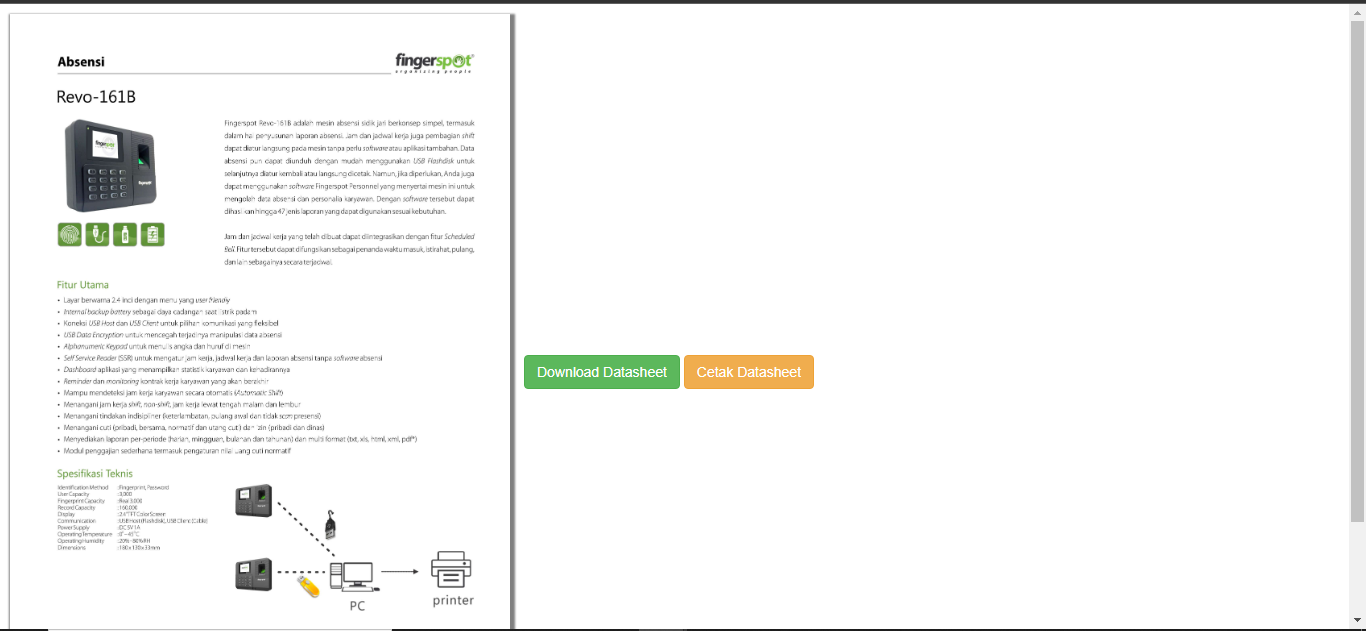 Absensi
fingerspot
organizing people
Revo-161B
Fingerspot Revo-161B adalah mesin absensi sidik jari berkonsep simpel, termasuk
dalam hal penyusunan laporan absensi. Jam dan jadwal kerja juga pembagian shift
dapat diatur langsung pada mesin tanpa perlu software atau aplikasi tambahan. Data
absensi pun dapat diunduh dengan mudah menggunakan USB Flashdisk untuk
selanjutnya diatur kembali atau langsung dicetak. Namun, jika diperlukan, Anda juga
dapat menggunakan software Fingerspot Personnel yang menyertai mesin ini untuk
mengolah data absensi dan personalia karyawan. Dengan software tersebut dapat
dihasilkan hingga 47 jenis laporan yang dapat digunakan sesuai kebutuhan.
Jam dan jadwal kerja yang telah dibuat dapat diintegrasikan dengan fitur Scheduled
Bell. Fitur tersebut dapat difungsikan sebagai penanda waktu masuk, istirahat, pulang,
dan lain sebagainya secara terjadwal.
Fitur Utama
• Layar berwarna 2.4 inci dengan menu yang user friendly
• Internal backup battery sebagai daya cadangan saat listrik padam
• Koneksi USB Host dan USB Client untuk pilihan komunikasi yang fleksibel
• USB Data Encryption untuk mencegah terjadinya manipulasi data absensi
• Alphanumeric Keypad untuk menulis angka dan huruf di mesin
• Self Service Reader (SSR) untuk mengatur jam kerja, jadwal kerja dan laporan absensi tanpa software absensi
• Dashboard aplikasi yang menampilkan statistik karyawan dan kehadirannya
• Reminder dan monitoring kontrak kerja karyawan yang akan berakhir
• Mampu mendeteksi jam kerja karyawan secara otomatis (Automatic Shift)
• Menangani jam kerja shift, non-shift, jam kerja lewat tengah malam dan lembur
• Menangani tindakan indisipliner (keterlambatan, pulang awal dan tidak scan presensi)
• Menangani cuti (pribadi, bersama, normatif dan utang cuti) dan izin (pribadi dan dinas)
• Menyediakan laporan per-periode (harian, mingguan, bulanan dan tahunan) dan multi format (txt, xls, html, xml, pdf*)
• Modul penggajian sederhana termasuk pengaturan nilai uang cuti normatif
Spesifikasi Teknis
Identification Method : Fingerprint, Password
User Capacity : 3,000
Fingerprint Capacity : Real 3.000
Record Capacity : 160,000
Display : 2.4" TFT Color Screen
Communication : USB Host (Flashdisk), USB Client (Cable)
Power Supply : DC 5V 1A
Operating Temperature : 0° - 45°C
Operating Humidity : 20% - 80% RH
Dimensions : 180 x 130 x 33mm
PC
printer
Download Datasheet
Cetak Datasheet